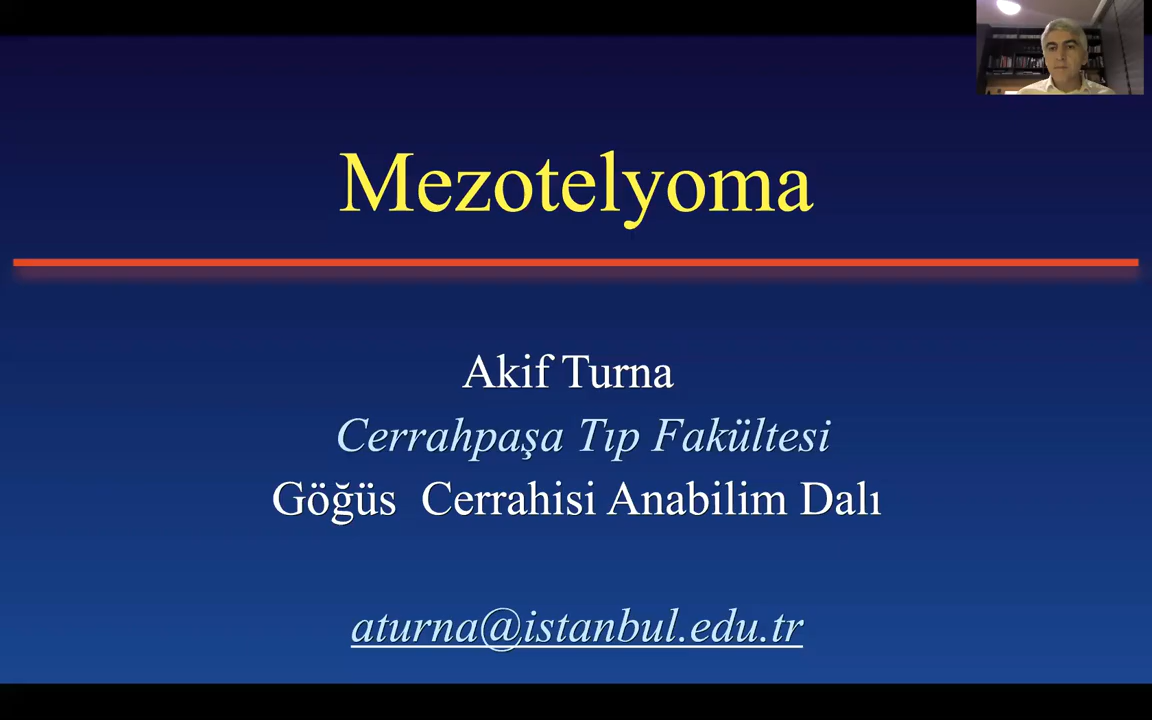 Mezotelyoma
Akif Turna
Cerrahpaşa Tıp Fakültesi
Göğüs Cerrahisi Anabilim Dalı
aturna@istanbul.edu.tr